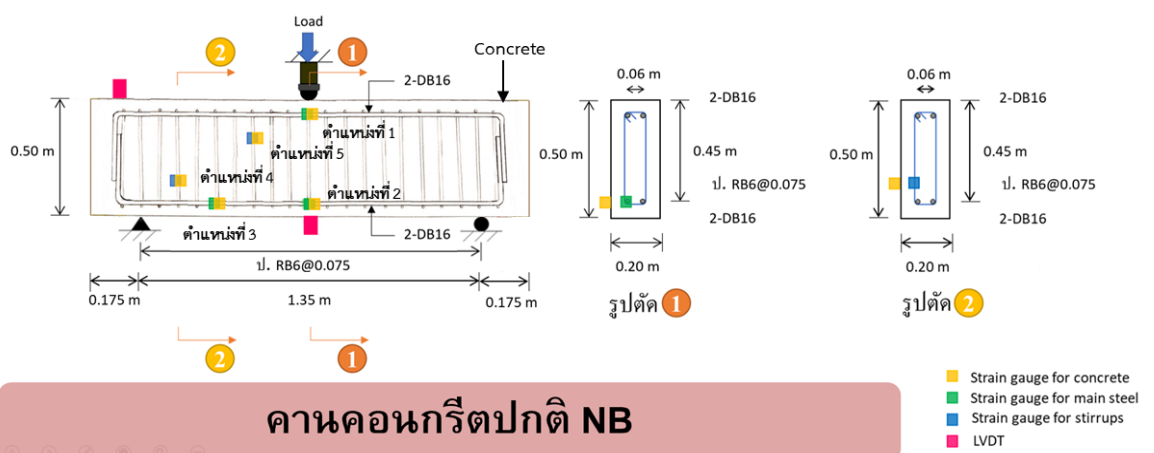 Load
2
1
Concrete
2-DB16
0.50 m
ตำแหน่งที่ 1
ตำแหน่งที่ 5
ตำแหน่งที่ 4
ตำแหน่งที่ 2
ตำแหน่งที่ 3
2-DB16
ป. RB6@0.075
0.175 m
1.35 m
0.175 m
2
1
0.06 m
2-DB16
0.50 m
0.45 m
ป. RB6@0.075
2-DB16
0.20 m
รูปตัด 1
0.06 m
2-DB16
0.50 m
0.45 m
ป. RB6@0.075
2-DB16
0.20 m
รูปตัด 2
Strain gauge for concrete
Strain gauge for main steel
Strain gauge for stirrups
LVDT
คานคอนกรีตปกติ NB